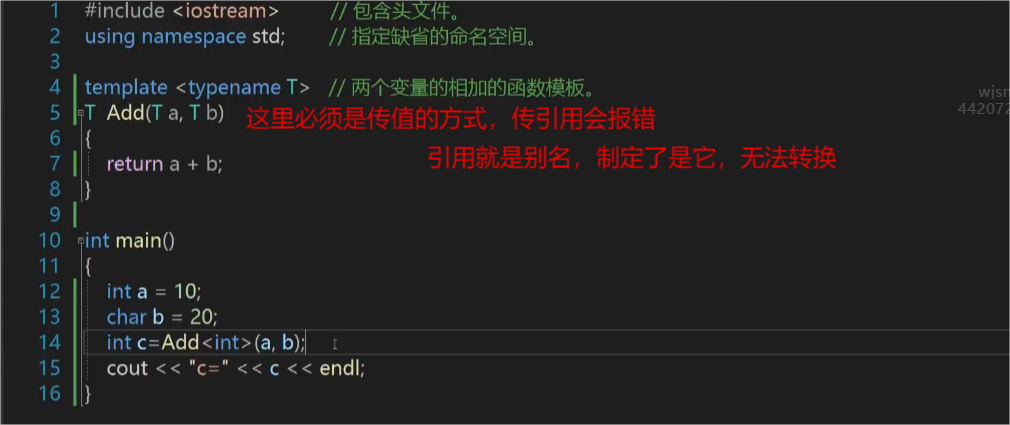 1 #include <iostream> // 包含头文件。
2 using namespace std; // 指定缺省的命名空间。
3
4 template <typename T> // 两个变量的相加的函数模板。
5 T Add(T a, T b) 这里必须是传值的方式，传引用会报错
6 {
引用就是别名，制定了是它，无法转换
7 return a + b;
8 }
9
10 int main()
11 {
12 int a = 10;
13 char b = 20;
14 int c=Add<int>(a, b);
15 cout << "c=" << c << endl;
16 }
wjsn
442072